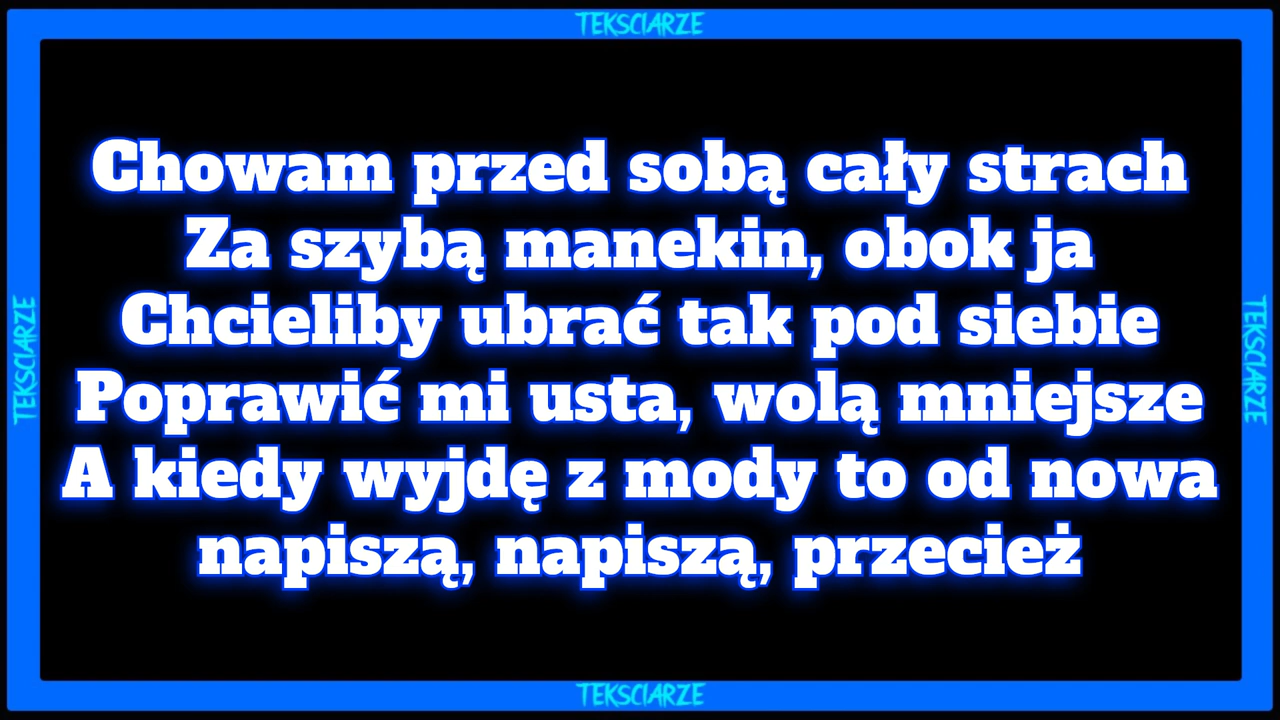 TEKSCIARZE
Chowam przed sobą cały strach
Za szybą manekin, obok ja
Chcieliby ubrać tak pod siebie
Poprawić mi usta, wolą mniejsze
A kiedy wyjdę z mody to od nowa
napiszą, napiszą, przecież
TEKSCIARZE
TEKSCIARZE
TEKSCIARZE